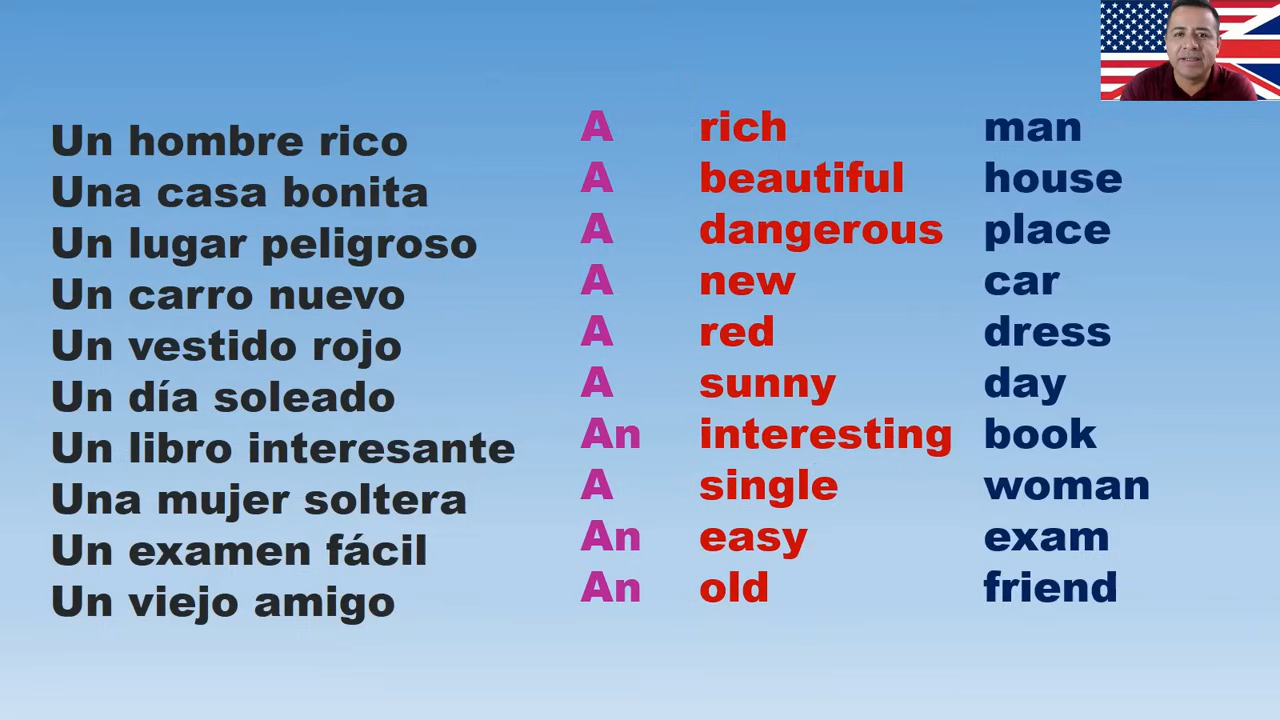 Un hombre rico A rich man
Una casa bonita A beautiful house
Un lugar peligroso A dangerous place
Un carro nuevo A new car
Un vestido rojo A red dress
Un día soleado A sunny day
Un libro interesante An interesting book
Una mujer soltera A single woman
Un examen fácil An easy exam
Un viejo amigo An old friend